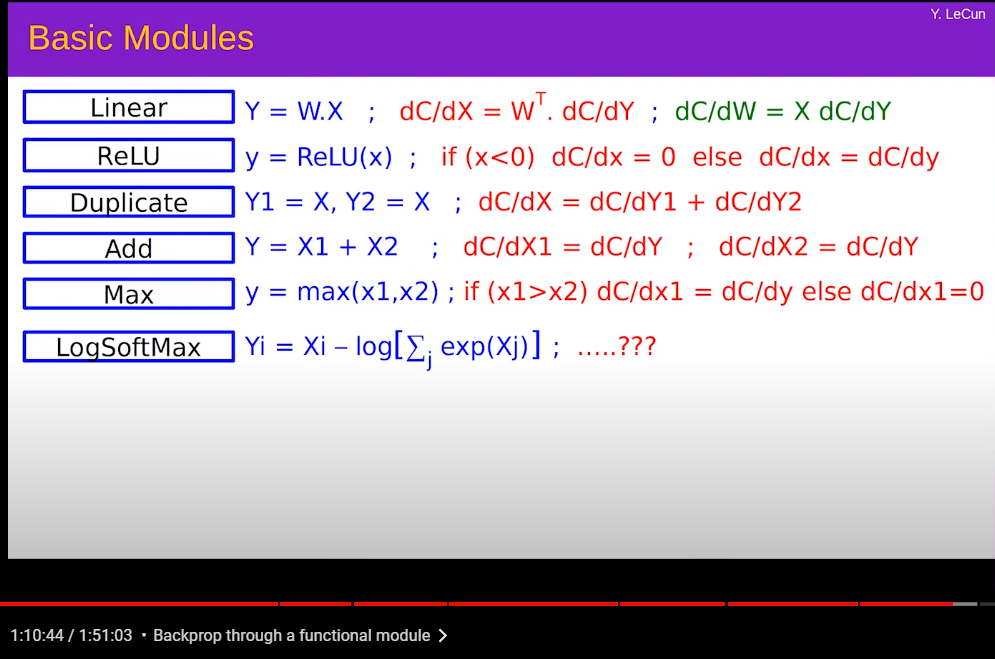 Y. LeCun
Basic Modules
Linear Y = W.X ; dC/dX = Wᵀ. dC/dY ; dC/dW = X dC/dY
ReLU y = ReLU(x) ; if (x<0) dC/dx = 0 else dC/dx = dC/dy
Duplicate Y1 = X, Y2 = X ; dC/dX = dC/dY1 + dC/dY2
Add Y = X1 + X2 ; dC/dX1 = dC/dY ; dC/dX2 = dC/dY
Max y = max(x1,x2) ; if (x1>x2) dC/dx1 = dC/dy else dC/dx1=0
LogSoftMax Yi = Xi – log[∑ⱼ exp(Xj)] ; .....???
1:10:44 / 1:51:03 • Backprop through a functional module >